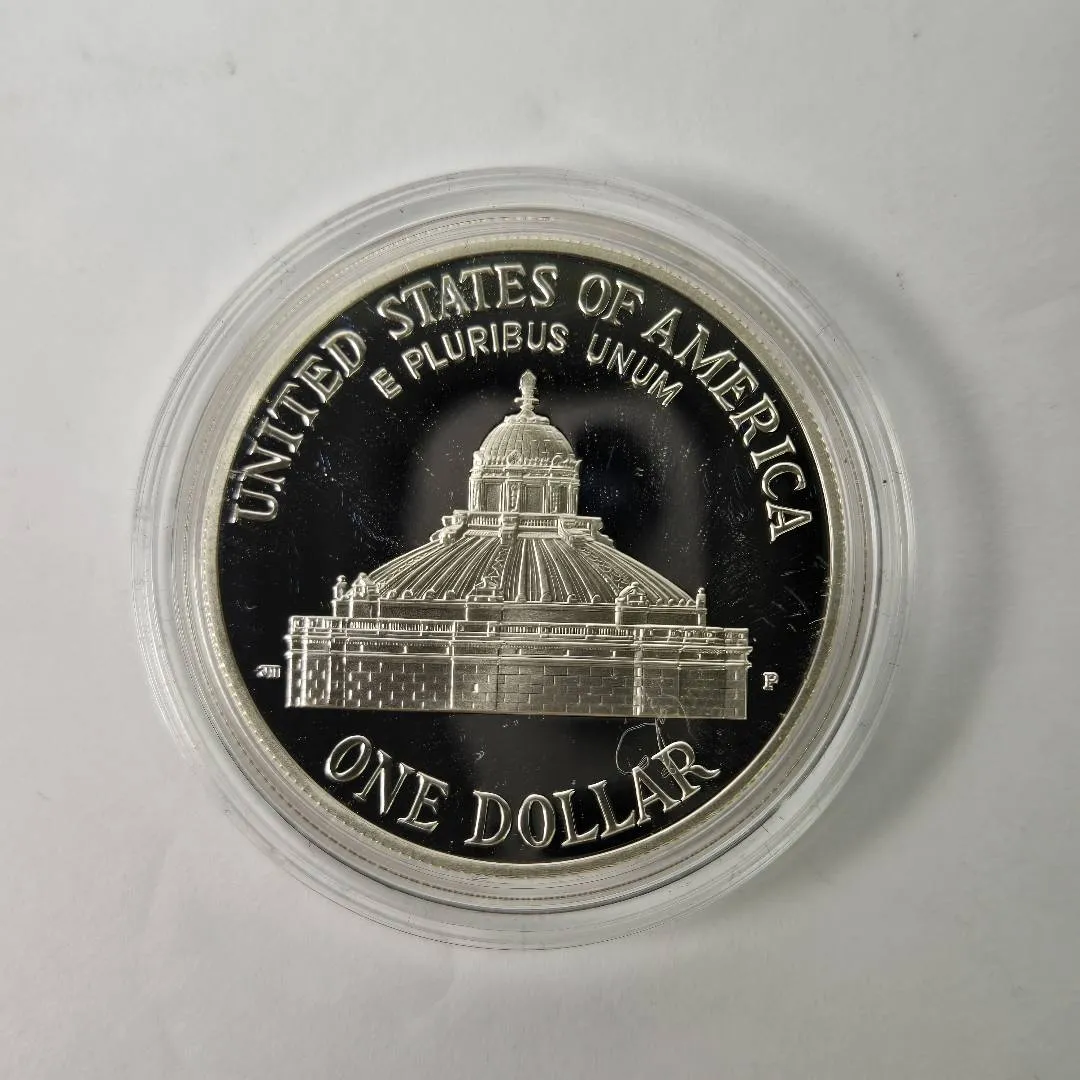 UNITED STATES OF AMERICA
E PLURIBUS UNUM
P
ONE DOLLAR